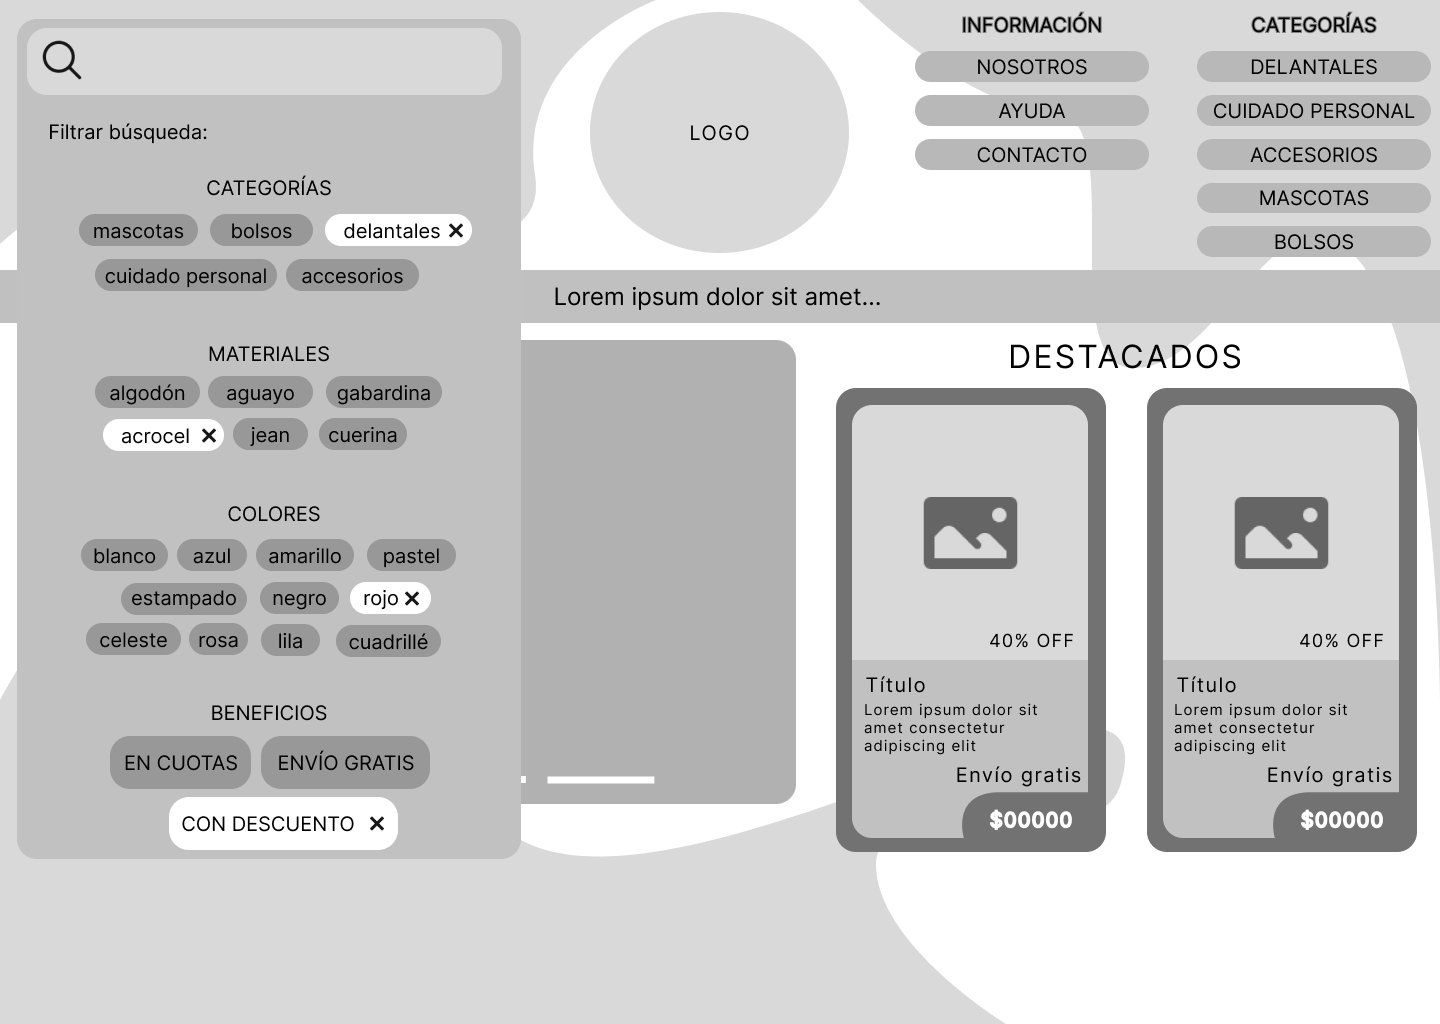 Filtrar búsqueda:
CATEGORÍAS
mascotas bolsos delantales ✕
cuidado personal accesorios
MATERIALES
algodón aguayo gabardina
acrocel ✕ jean cuerina
COLORES
blanco azul amarillo pastel
estampado negro rojo ✕
celeste rosa lila cuadrillé
BENEFICIOS
EN CUOTAS ENVÍO GRATIS
CON DESCUENTO ✕
LOGO
INFORMACIÓN
NOSOTROS
AYUDA
CONTACTO
CATEGORÍAS
DELANTALES
CUIDADO PERSONAL
ACCESORIOS
MASCOTAS
BOLSOS
Lorem ipsum dolor sit amet...
DESTACADOS
40% OFF
Título
Lorem ipsum dolor sit
amet consectetur
adipiscing elit
Envío gratis
$00000
40% OFF
Título
Lorem ipsum dolor sit
amet consectetur
adipiscing elit
Envío gratis
$00000